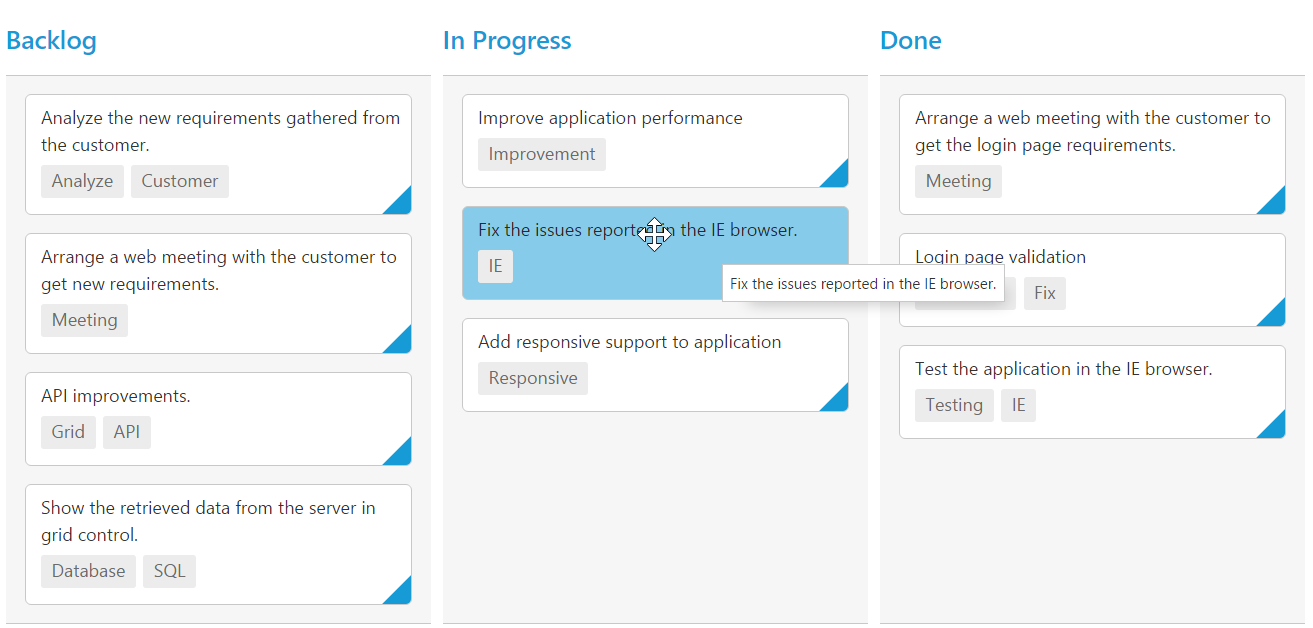 Backlog
Analyze the new requirements gathered from
the customer.
Analyze Customer
Arrange a web meeting with the customer to
get new requirements.
Meeting
API improvements.
Grid API
Show the retrieved data from the server in
grid control.
Database SQL
In Progress
Improve application performance
Improvement
Fix the issues reported in the IE browser.
IE
Fix the issues reported in the IE browser.
Add responsive support to application
Responsive
Done
Arrange a web meeting with the customer to
get the login page requirements.
Meeting
Login page validation
Fix
Test the application in the IE browser.
Testing IE